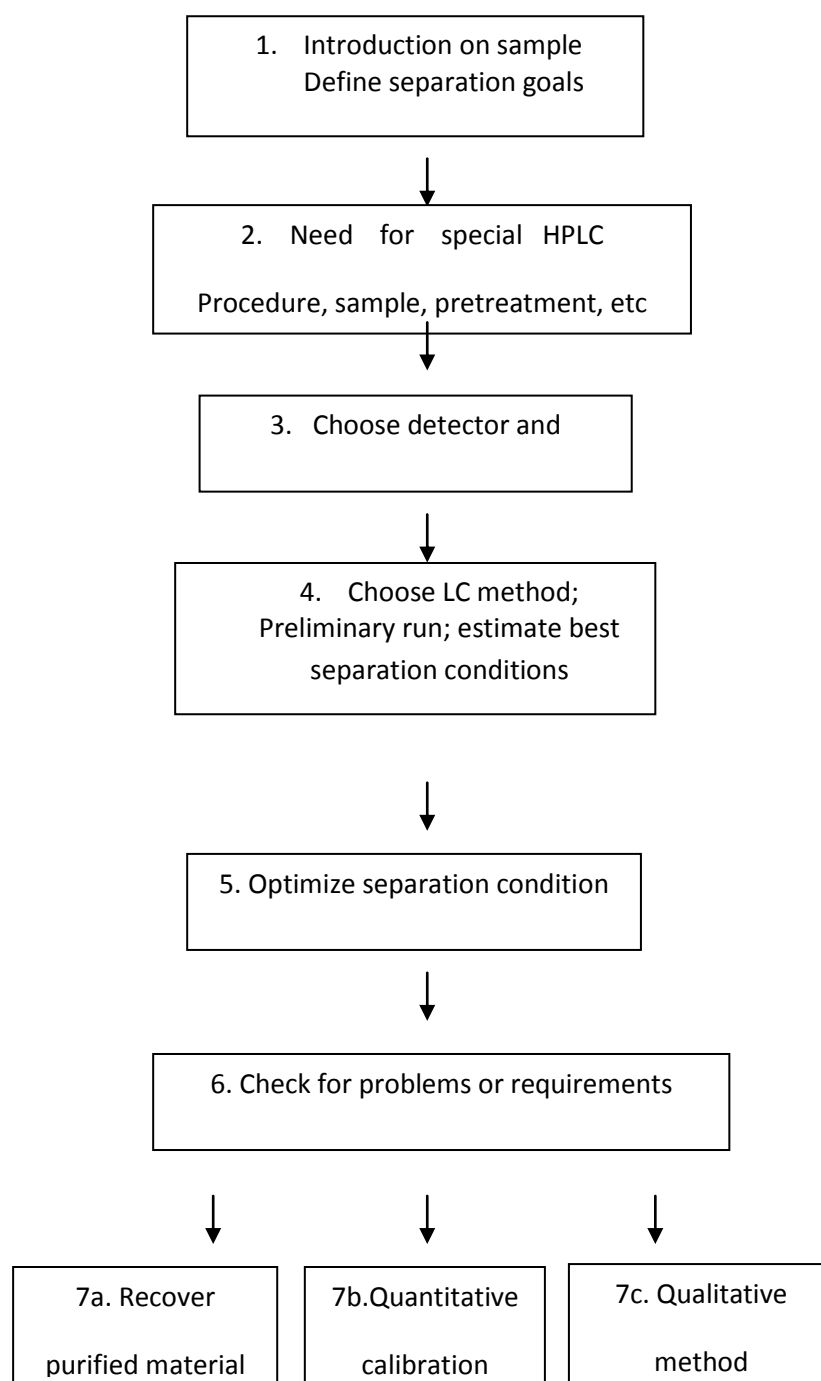 1. Introduction on sample
Define separation goals
2. Need for special HPLC
Procedure, sample, pretreatment, etc
3. Choose detector and
4. Choose LC method;
Preliminary run; estimate best
separation conditions
5. Optimize separation condition
6. Check for problems or requirements
7a. Recover
purified material
7b.Quantitative
calibration
7c. Qualitative
method